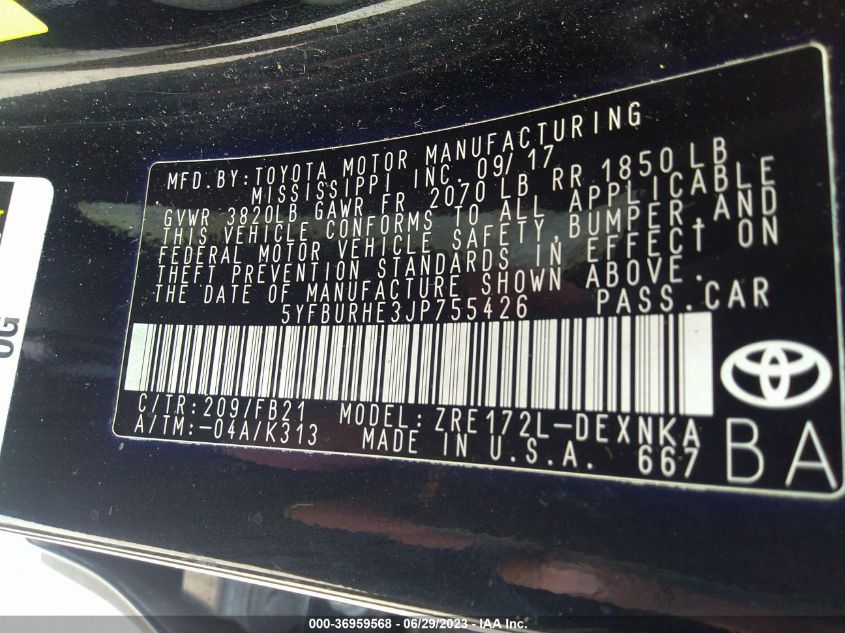 MFD.BY:TOYOTA MOTOR MANUFACTURING
MISSISSIPPI INC. 09/17
GVWR 3820LB GAWR FR 2070 LB RR 1850 LB
THIS VEHICLE CONFORMS TO ALL APPLICABLE
FEDERAL MOTOR VEHICLE SAFETY,BUMPER,AND
THEFT PREVENTION STANDARDS IN EFFECT ON
THE DATE OF MANUFACTURE SHOWN ABOVE.
5YFBURHE3JP755426 PASS.CAR
C/TR:209/FB21 MODEL:ZRE172L-DEXNKA
A/TM:-04A/K313 MADE IN U.S.A. 667
BA
OG
000-36959568 - 06/29/2023 - IAA Inc.